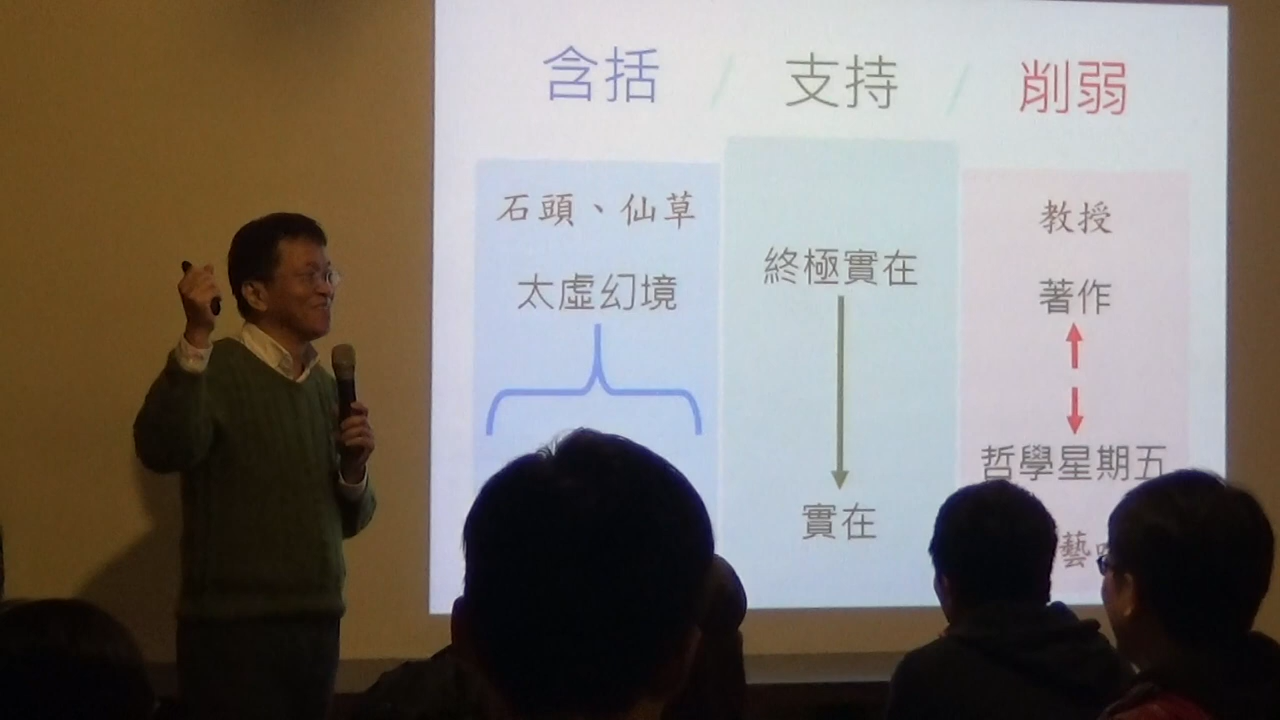 含括 / 支持 / 削弱
石頭、仙草
太虛幻境
終極實在
實在
教授
著作
哲學星期五
藝